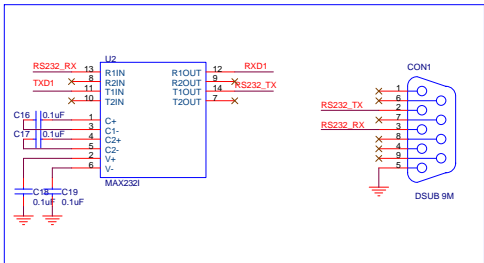 U2
RS232_RX 13 R1IN R1OUT 12 RXD1
8 R2IN R2OUT 9
TXD1 11 T1IN T1OUT 14 RS232_TX
10 T2IN T2OUT 7
C16 0.1uF 1 C+
3 C1-
C17 0.1uF 4 C2+
5 C2-
2 V+
6 V-
MAX232I
C18 C19
0.1uF 0.1uF
CON1
1
6
RS232_TX 2
7
RS232_RX 3
8
4
9
5
DSUB 9M